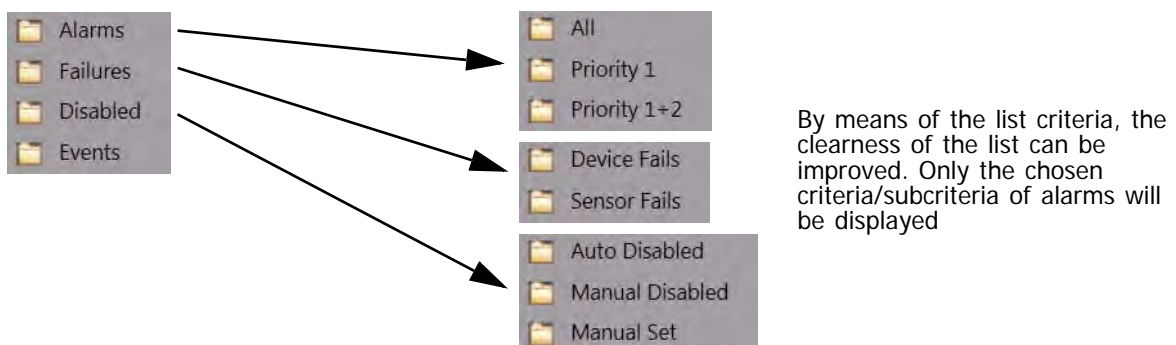 Alarms
Failures
Disabled
Events
All
Priority 1
Priority 1+2
Device Fails
Sensor Fails
Auto Disabled
Manual Disabled
Manual Set
By means of the list criteria, the
clearness of the list can be
improved. Only the chosen
criteria/subcriteria of alarms will
be displayed